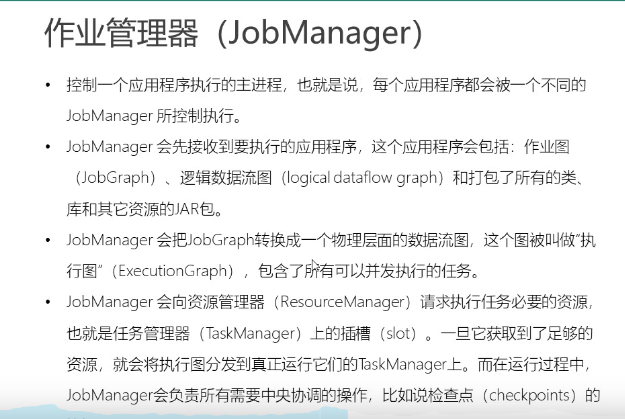 作业管理器（JobManager）
• 控制一个应用程序执行的主进程，也就是说，每个应用程序都会被一个不同的
JobManager 所控制执行。
• JobManager 会先接收到要执行的应用程序，这个应用程序会包括：作业图
（JobGraph）、逻辑数据流图（logical dataflow graph）和打包了所有的类、
库和其它资源的JAR包。
• JobManager 会把JobGraph转换成一个物理层面的数据流图，这个图被叫做“执
行图”（ExecutionGraph），包含了所有可以并发执行的任务。
• JobManager 会向资源管理器（ResourceManager）请求执行任务必要的资源，
也就是任务管理器（TaskManager）上的插槽（slot）。一旦它获取到了足够的
资源，就会将执行图分发到真正运行它们的TaskManager上。而在运行过程中，
JobManager会负责所有需要中央协调的操作，比如说检查点（checkpoints）的